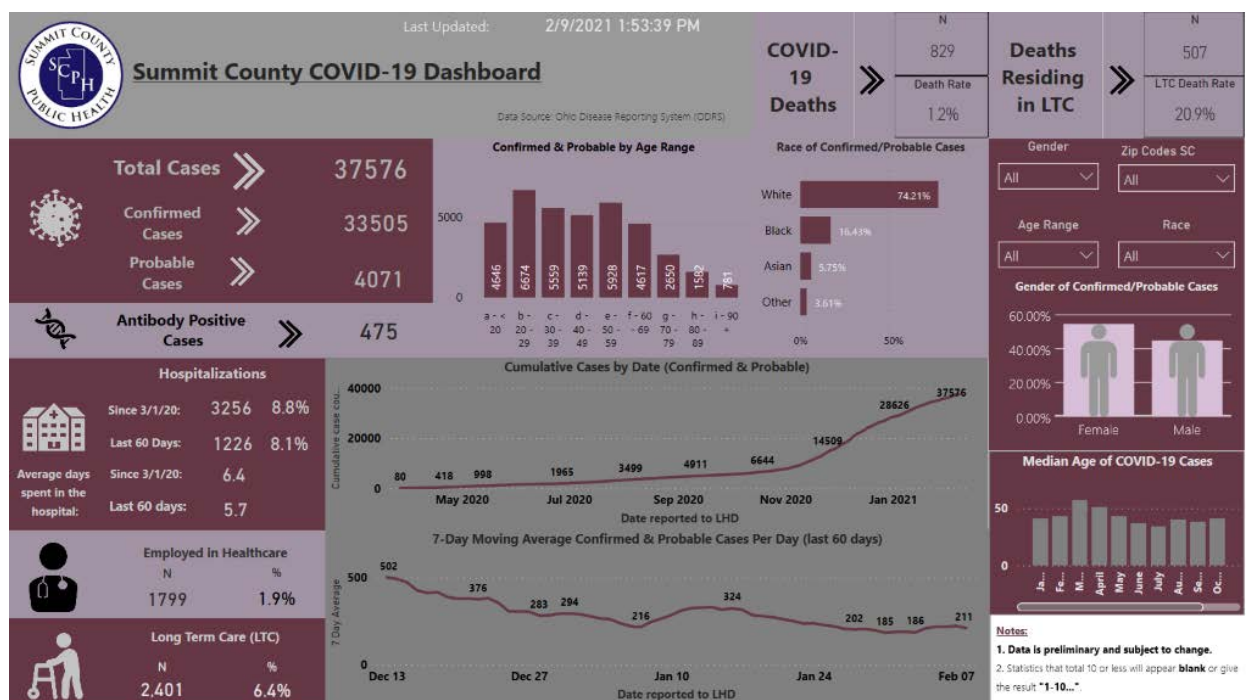 SUMMIT COUNTY
SCPH
PUBLIC HEALTH
Last Updated: 2/9/2021 1:53:39 PM
Summit County COVID-19 Dashboard
Data Source: Ohio Disease Reporting System (ODRS)
COVID-
19
Deaths
N
829
Death Rate
1.2%
Deaths
Residing
in LTC
N
507
LTC Death Rate
20.9%
Total Cases
37576
Confirmed
Cases
33505
Probable
Cases
4071
Antibody Positive
Cases
475
Confirmed & Probable by Age Range
5000
0
4646 6674 5559 5139 5928 4617 2650 1582 781
a - < 20
b - 20 - 29
c - 30 - 39
d - 40 - 49
e - 50 - 59
f - 60 - 69
g - 70 - 79
h - 80 - 89
i - 90 +
Race of Confirmed/Probable Cases
White 74.21%
Black 16.43%
Asian 5.75%
Other 3.61%
0% 50%
Gender
All
Zip Codes SC
All
Age Range
All
Race
All
Gender of Confirmed/Probable Cases
60.00%
40.00%
20.00%
0.00%
Female Male
Hospitalizations
Since 3/1/20: 3256 8.8%
Last 60 Days: 1226 8.1%
Average days
spent in the
hospital:
Since 3/1/20: 6.4
Last 60 days: 5.7
Cumulative Cases by Date (Confirmed & Probable)
Cumulative case cou...
40000
20000
0
80 418 998 1965 3499 4911 6644 14509 28626 37576
May 2020 Jul 2020 Sep 2020 Nov 2020 Jan 2021
Date reported to LHD
7-Day Moving Average Confirmed & Probable Cases Per Day (last 60 days)
7 Day Average
500
0
502 376 283 294 216 324 202 185 186 211
Dec 13 Dec 27 Jan 10 Jan 24 Feb 07
Date reported to LHD
Median Age of COVID-19 Cases
50
0
Ja... Fe... M... April May June July Au... Se... Oc...
Employed in Healthcare
N %
1799 1.9%
Long Term Care (LTC)
N %
2,401 6.4%
Notes:
1. Data is preliminary and subject to change.
2. Statistics that total 10 or less will appear blank or give
the result "1-10...".